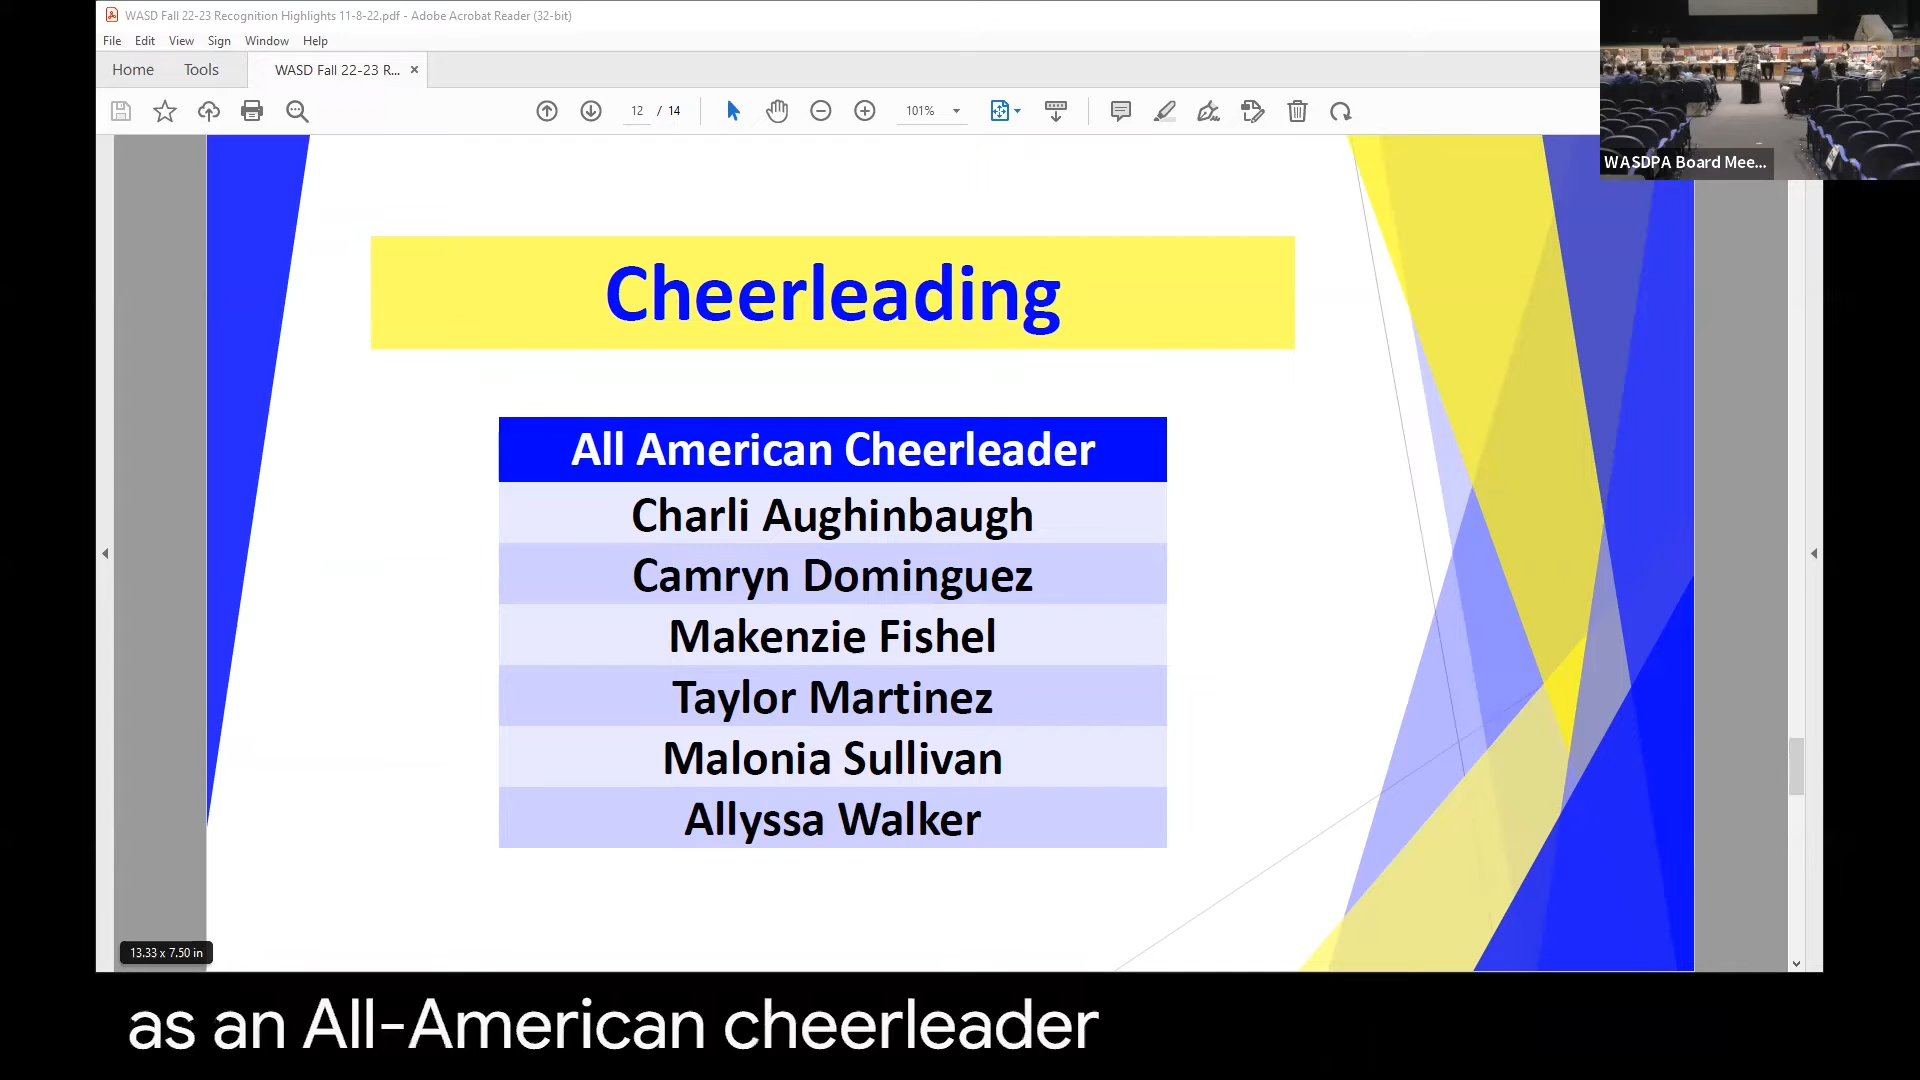 WASD Fall 22-23 Recognition Highlights 11-8-22.pdf - Adobe Acrobat Reader (32-bit)
File Edit View Sign Window Help
Home Tools WASD Fall 22-23 R... ×
12 / 14 101%
WASDPA Board Mee...
Cheerleading
All American Cheerleader
Charli Aughinbaugh
Camryn Dominguez
Makenzie Fishel
Taylor Martinez
Malonia Sullivan
Allyssa Walker
13.33 x 7.50 in
as an All-American cheerleader